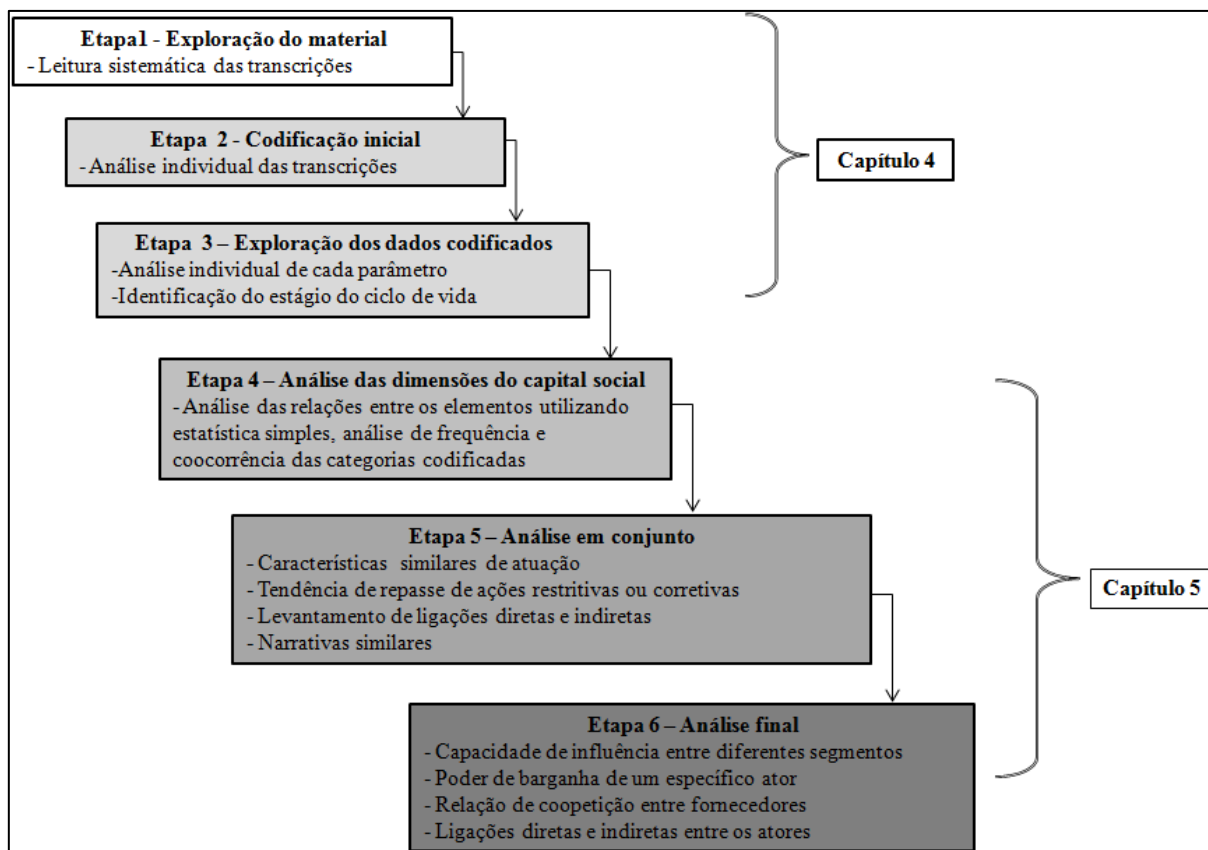 Etapa1 - Exploração do material
- Leitura sistemática das transcrições
Etapa 2 - Codificação inicial
- Análise individual das transcrições
Capítulo 4
Etapa 3 – Exploração dos dados codificados
-Análise individual de cada parâmetro
-Identificação do estágio do ciclo de vida
Etapa 4 – Análise das dimensões do capital social
- Análise das relações entre os elementos utilizando
estatística simples, análise de frequência e
coocorrência das categorias codificadas
Etapa 5 – Análise em conjunto
- Características similares de atuação
- Tendência de repasse de ações restritivas ou corretivas
- Levantamento de ligações diretas e indiretas
- Narrativas similares
Capítulo 5
Etapa 6 – Análise final
- Capacidade de influência entre diferentes segmentos
- Poder de barganha de um específico ator
- Relação de coopetição entre fornecedores
- Ligações diretas e indiretas entre os atores